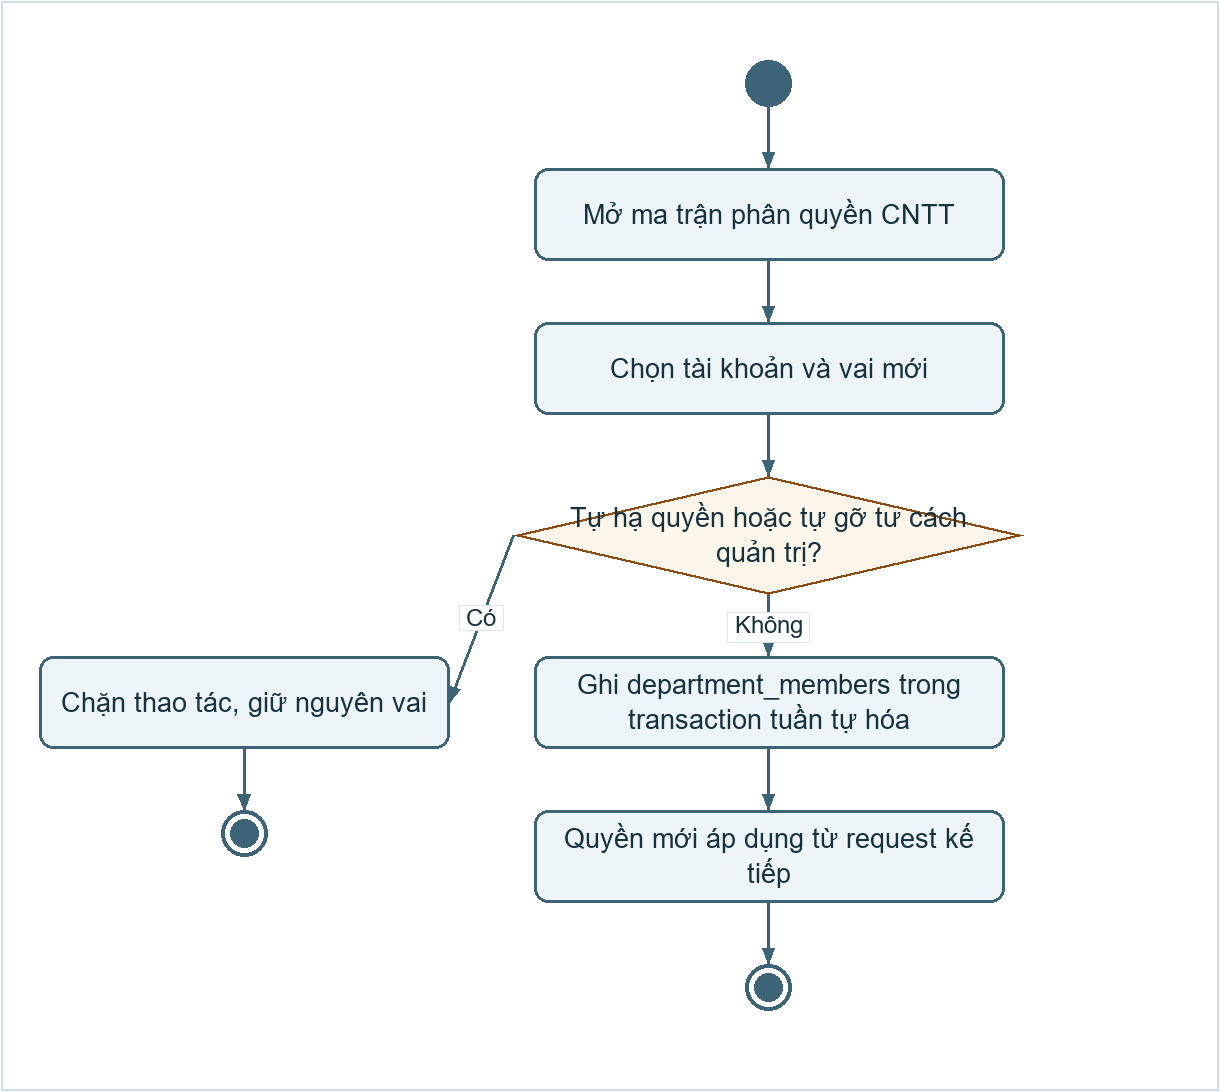 Mở ma trận phân quyền CNTT
Chọn tài khoản và vai mới
Tự hạ quyền hoặc tự gỡ tư cách
quản trị?
Có
Không
Chặn thao tác, giữ nguyên vai
Ghi department_members trong
transaction tuần tự hóa
Quyền mới áp dụng từ request kế
tiếp